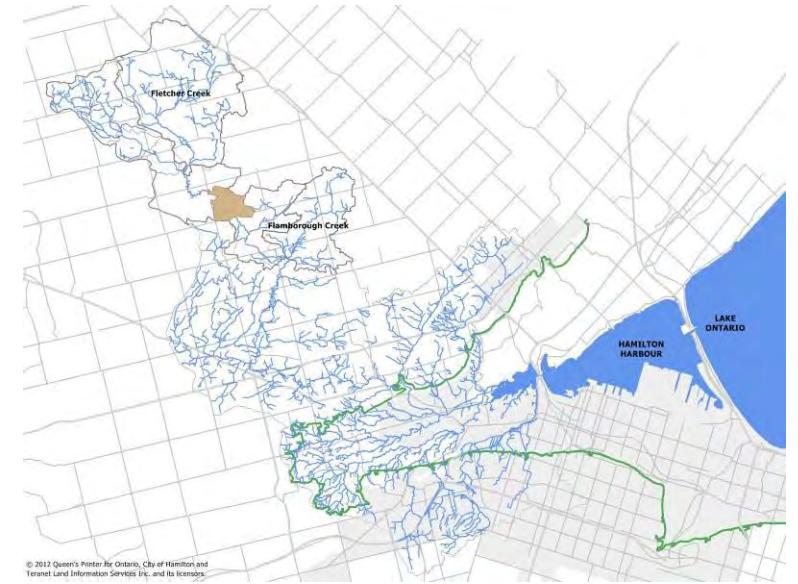 Fletcher Creek
Flamborough Creek
LAKE
ONTARIO
HAMILTON
HARBOUR
© 2012 Queen's Printer for Ontario, City of Hamilton and
Teranet Land Information Services Inc. and its licensors.